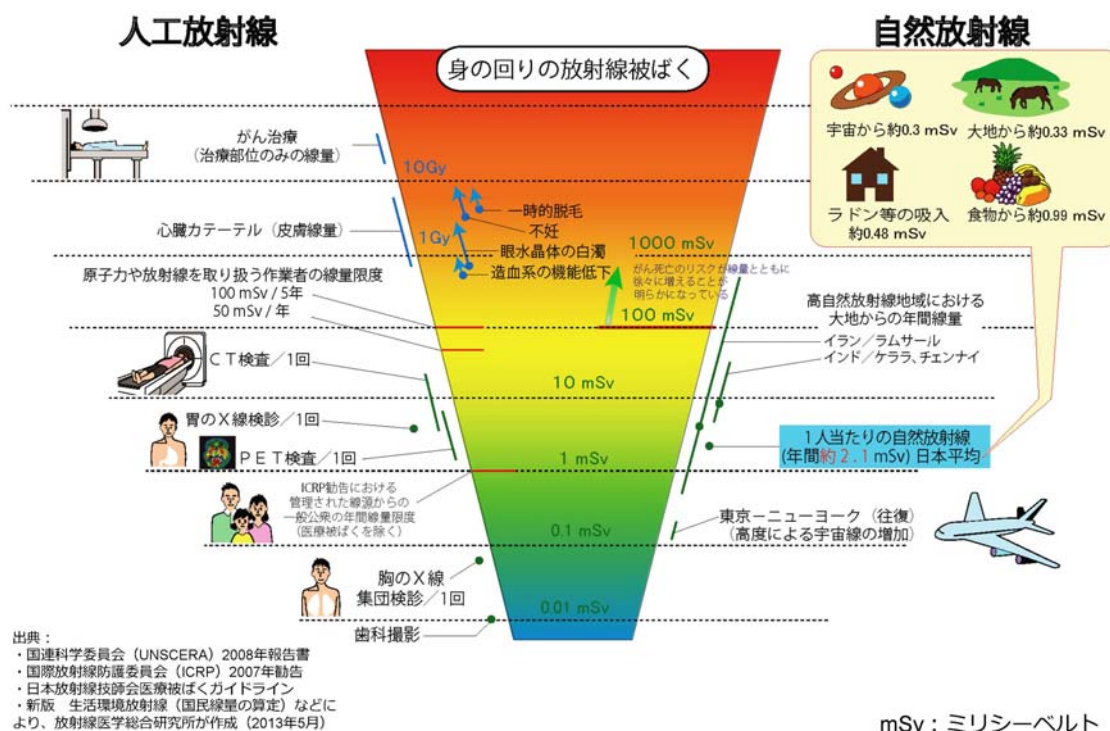 人工放射線
自然放射線
身の回りの放射線被ばく
宇宙から約0.3 mSv
大地から約0.33 mSv
ラドン等の吸入
約0.48 mSv
食物から約0.99 mSv
がん治療
(治療部位のみの線量)
10Gy
心臓カテーテル(皮膚線量)
1Gy
一時的脱毛
不妊
眼水晶体の白濁
造血系の機能低下
1000 mSv
がん死亡のリスクが線量とともに
徐々に増えることが
明らかになっている
原子力や放射線を取り扱う作業者の線量限度
100 mSv / 5年
50 mSv / 年
100 mSv
高自然放射線地域における
大地からの年間線量
イラン/ラムサール
インド/ケララ、チェンナイ
CT検査/1回
10 mSv
胃のX線検診/1回
PET検査/1回
1 mSv
1人当たりの自然放射線
(年間約2.1mSv)日本平均
ICRP勧告における
管理された線源からの
一般公衆の年間線量限度
(医療被ばくを除く)
0.1 mSv
東京ーニューヨーク(往復)
(高度による宇宙線の増加)
胸のX線
集団検診/1回
0.01 mSv
歯科撮影
出典:
・国連科学委員会(UNSCERA)2008年報告書
・国際放射線防護委員会(ICRP)2007年勧告
・日本放射線技師会医療被ばくガイドライン
・新版 生活環境放射線(国民線量の算定)などに
より、放射線医学総合研究所が作成(2013年5月)
mSv:ミリシーベルト